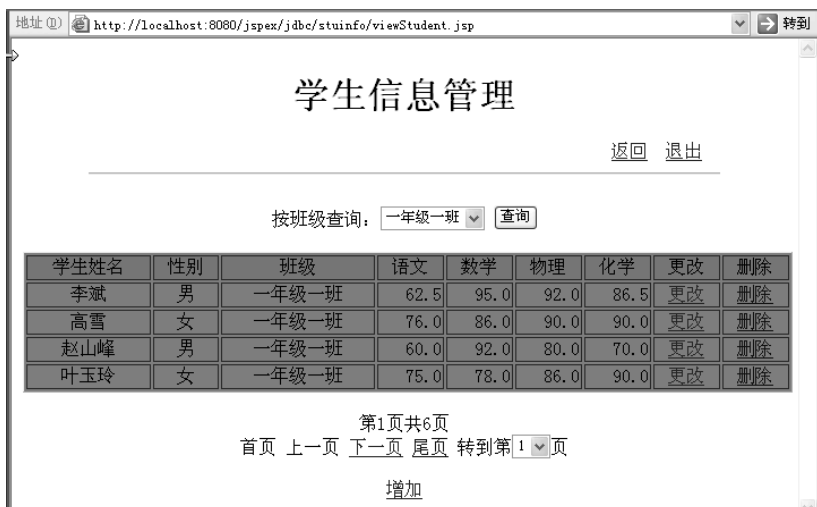 地址(D) http://localhost:8080/jspex/jdbc/stuinfo/viewStudent.jsp 转到
学生信息管理
返回 退出
按班级查询: 一年级一班 查询
学生姓名 性别 班级 语文 数学 物理 化学 更改 删除
李斌 男 一年级一班 62.5 95.0 92.0 86.5 更改 删除
高雪 女 一年级一班 76.0 86.0 90.0 90.0 更改 删除
赵山峰 男 一年级一班 60.0 92.0 80.0 70.0 更改 删除
叶玉玲 女 一年级一班 75.0 78.0 86.0 90.0 更改 删除
第1页共6页
首页 上一页 下一页 尾页 转到第 1 页
增加